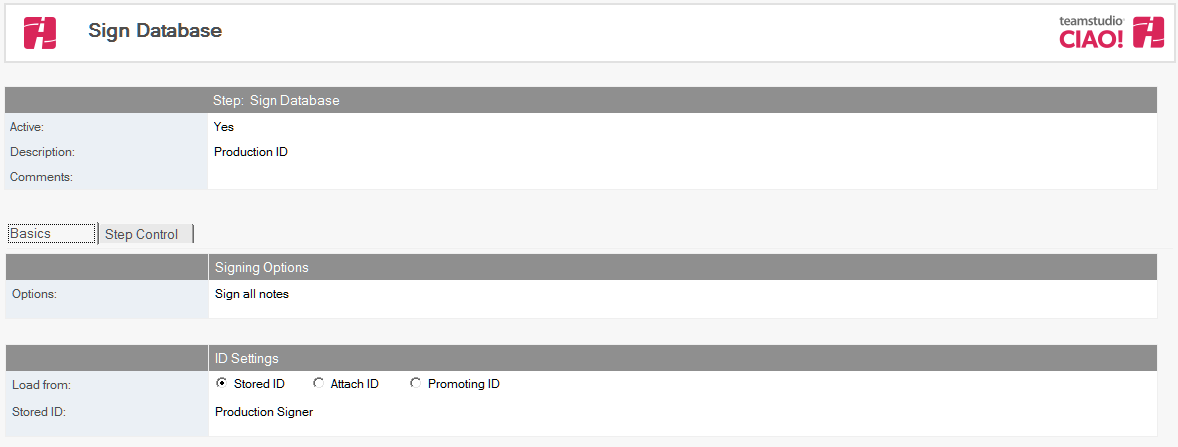 Sign Database
teamstudio
CIAO!
Step: Sign Database
Active: Yes
Description: Production ID
Comments:
Basics Step Control
Signing Options
Options: Sign all notes
ID Settings
Load from: Stored ID Attach ID Promoting ID
Stored ID: Production Signer